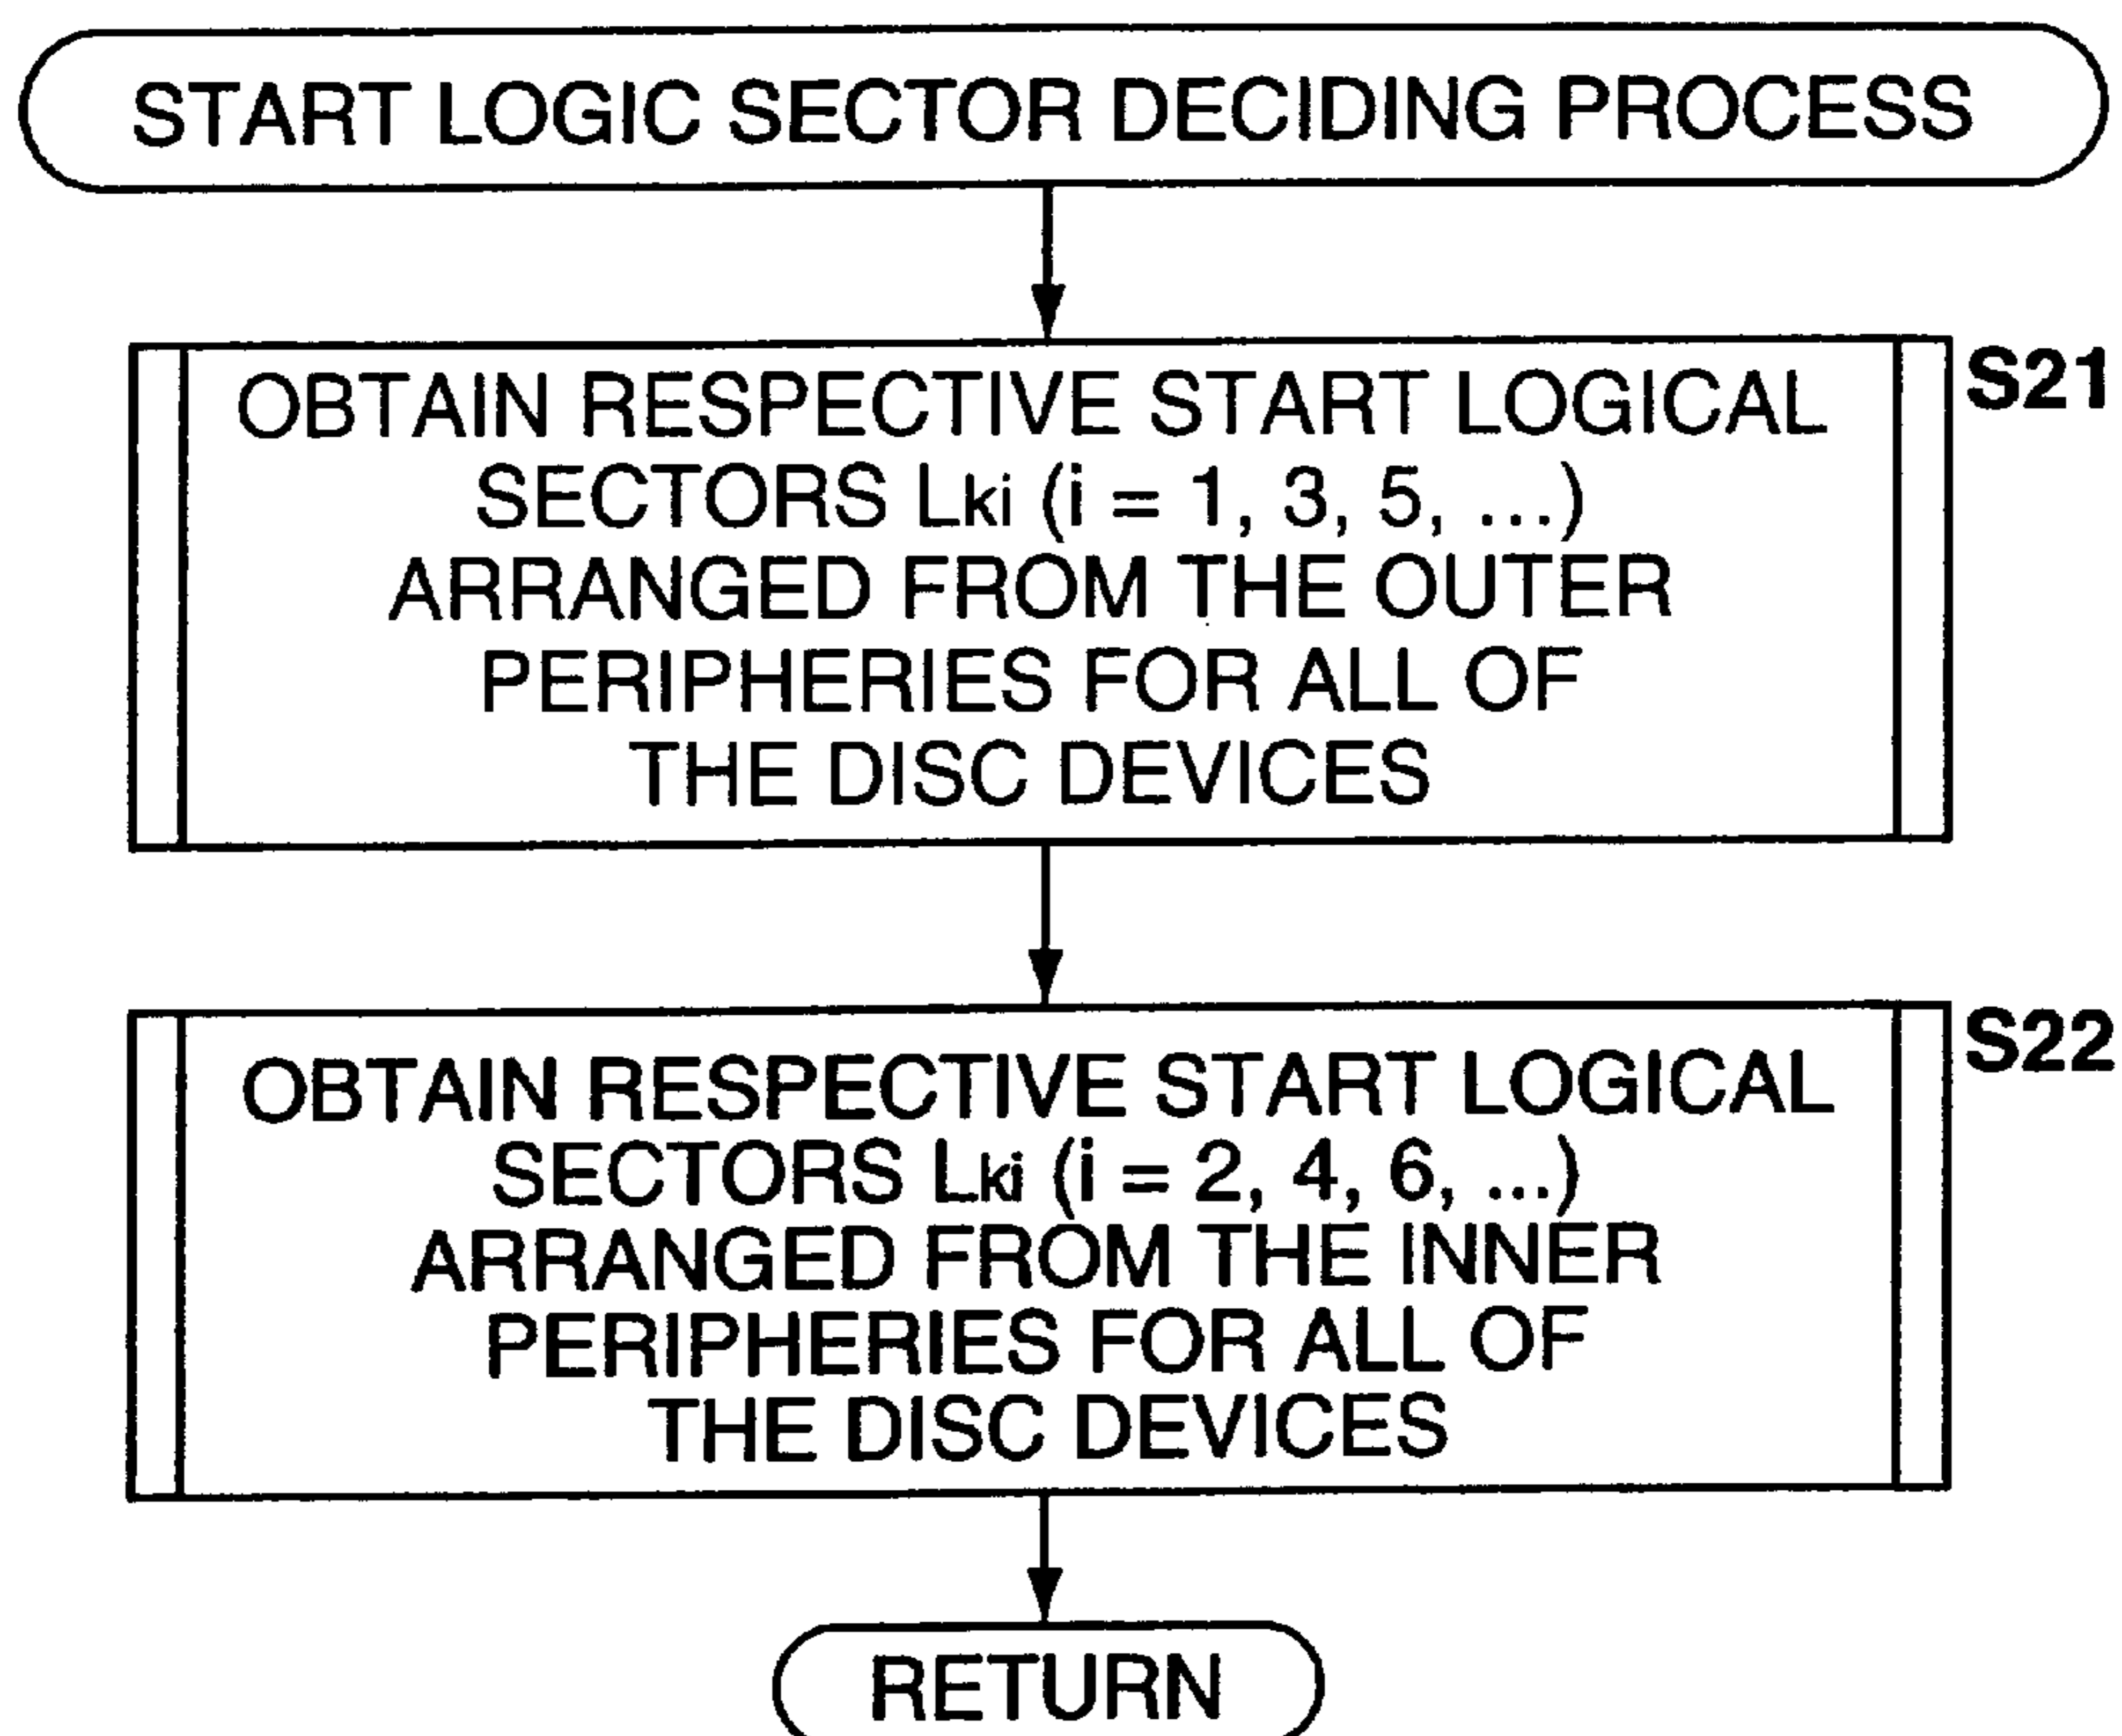 START LOGIC SECTOR DECIDING PROCESS
S21
OBTAIN RESPECTIVE START LOGICAL
SECTORS Lki (i = 1, 3, 5, ...)
ARRANGED FROM THE OUTER
PERIPHERIES FOR ALL OF
THE DISC DEVICES
S22
OBTAIN RESPECTIVE START LOGICAL
SECTORS Lki (i = 2, 4, 6, ...)
ARRANGED FROM THE INNER
PERIPHERIES FOR ALL OF
THE DISC DEVICES
RETURN